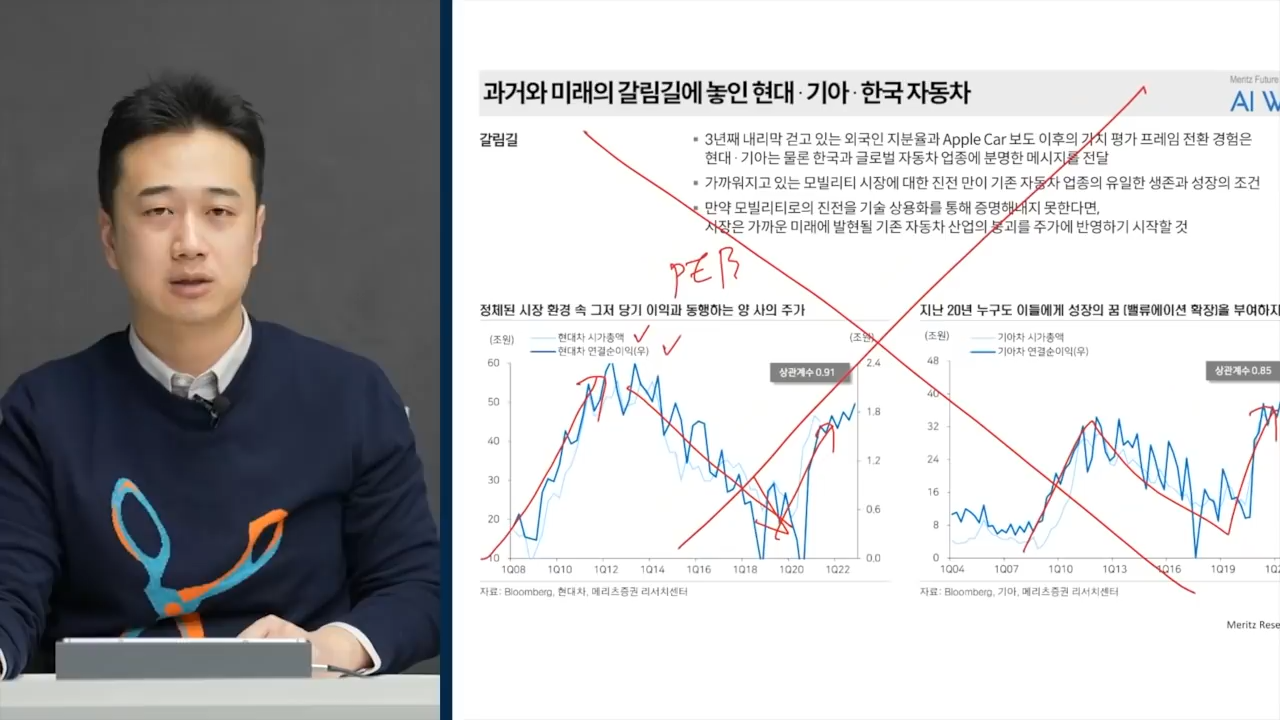 과거와 미래의 갈림길에 놓인 현대 · 기아 · 한국 자동차
Meritz Future
AI W
갈림길
▪ 3년째 내리막 걷고 있는 외국인 지분율과 Apple Car 보도 이후의 가치 평가 프레임 전환 경험은
현대 · 기아는 물론 한국과 글로벌 자동차 업종에 분명한 메시지를 전달
▪ 가까워지고 있는 모빌리티 시장에 대한 진전 만이 기존 자동차 업종의 유일한 생존과 성장의 조건
▪ 만약 모빌리티로의 진전을 기술 상용화를 통해 증명해내지 못한다면,
시장은 가까운 미래에 발현될 기존 자동차 산업의 붕괴를 주가에 반영하기 시작할 것
정체된 시장 환경 속 그저 당기 이익과 동행하는 양 사의 주가
(조원)
현대차 시가총액
현대차 연결순이익(우)
(조원)
상관계수 0.91
60
50
40
30
20
10
2.4
1.8
1.2
0.6
0.0
1Q08 1Q10 1Q12 1Q14 1Q16 1Q18 1Q20 1Q22
자료: Bloomberg, 현대차, 메리츠증권 리서치센터
지난 20년 누구도 이들에게 성장의 꿈 (밸류에이션 확장)을 부여하지
(조원)
기아차 시가총액
기아차 연결순이익(우)
상관계수 0.85
48
40
32
24
16
8
0
1Q04 1Q07 1Q10 1Q13 1Q16 1Q19 1Q2
자료: Bloomberg, 기아, 메리츠증권 리서치센터
Meritz Rese